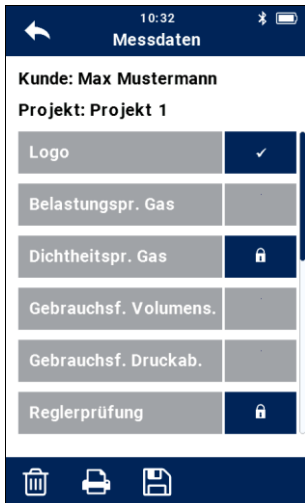 10:32
Messdaten
Kunde: Max Mustermann
Projekt: Projekt 1
Logo
Belastungspr. Gas
Dichtheitspr. Gas
Gebrauchsf. Volumens.
Gebrauchsf. Druckab.
Reglerprüfung